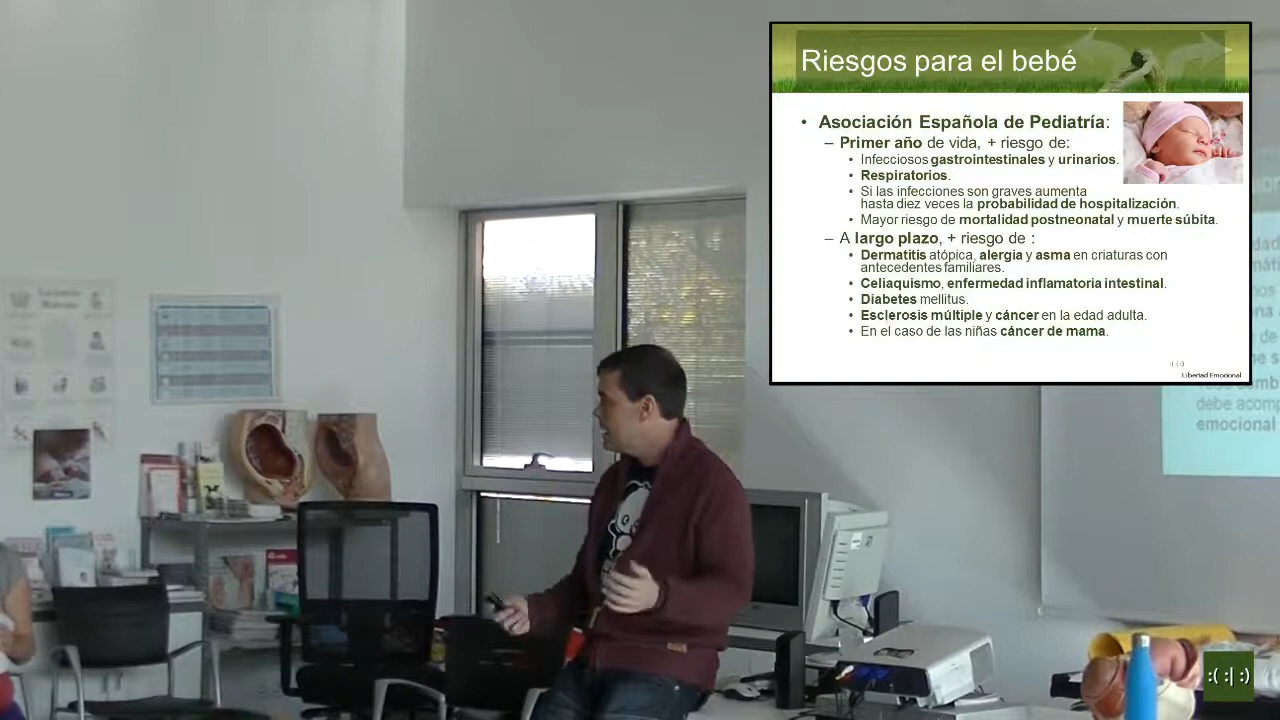 Riesgos para el bebé
• Asociación Española de Pediatría:
– Primer año de vida, + riesgo de:
• Infecciosos gastrointestinales y urinarios.
• Respiratorios.
• Si las infecciones son graves aumenta
hasta diez veces la probabilidad de hospitalización.
• Mayor riesgo de mortalidad postneonatal y muerte súbita.
– A largo plazo, + riesgo de :
• Dermatitis atópica, alergia y asma en criaturas con
antecedentes familiares.
• Celiaquismo, enfermedad inflamatoria intestinal.
• Diabetes mellitus.
• Esclerosis múltiple y cáncer en la edad adulta.
• En el caso de las niñas cáncer de mama.
:(:|:)
Libertad Emocional
debe acomp
emocional
:(:|:)